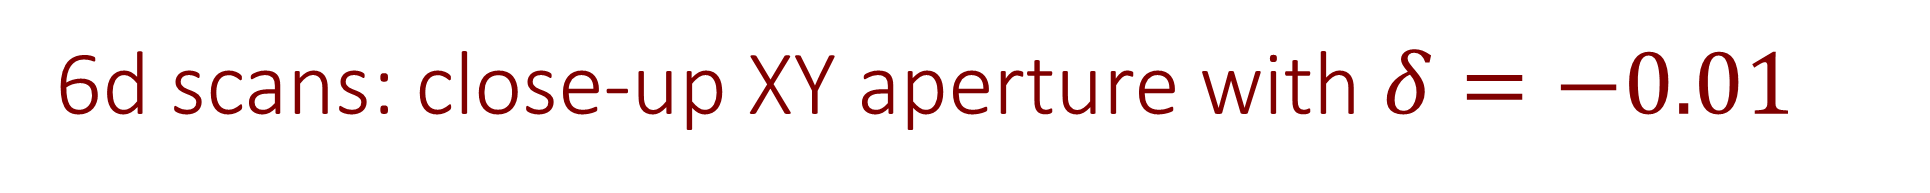 6d scans: close-up XY aperture with δ = −0.01